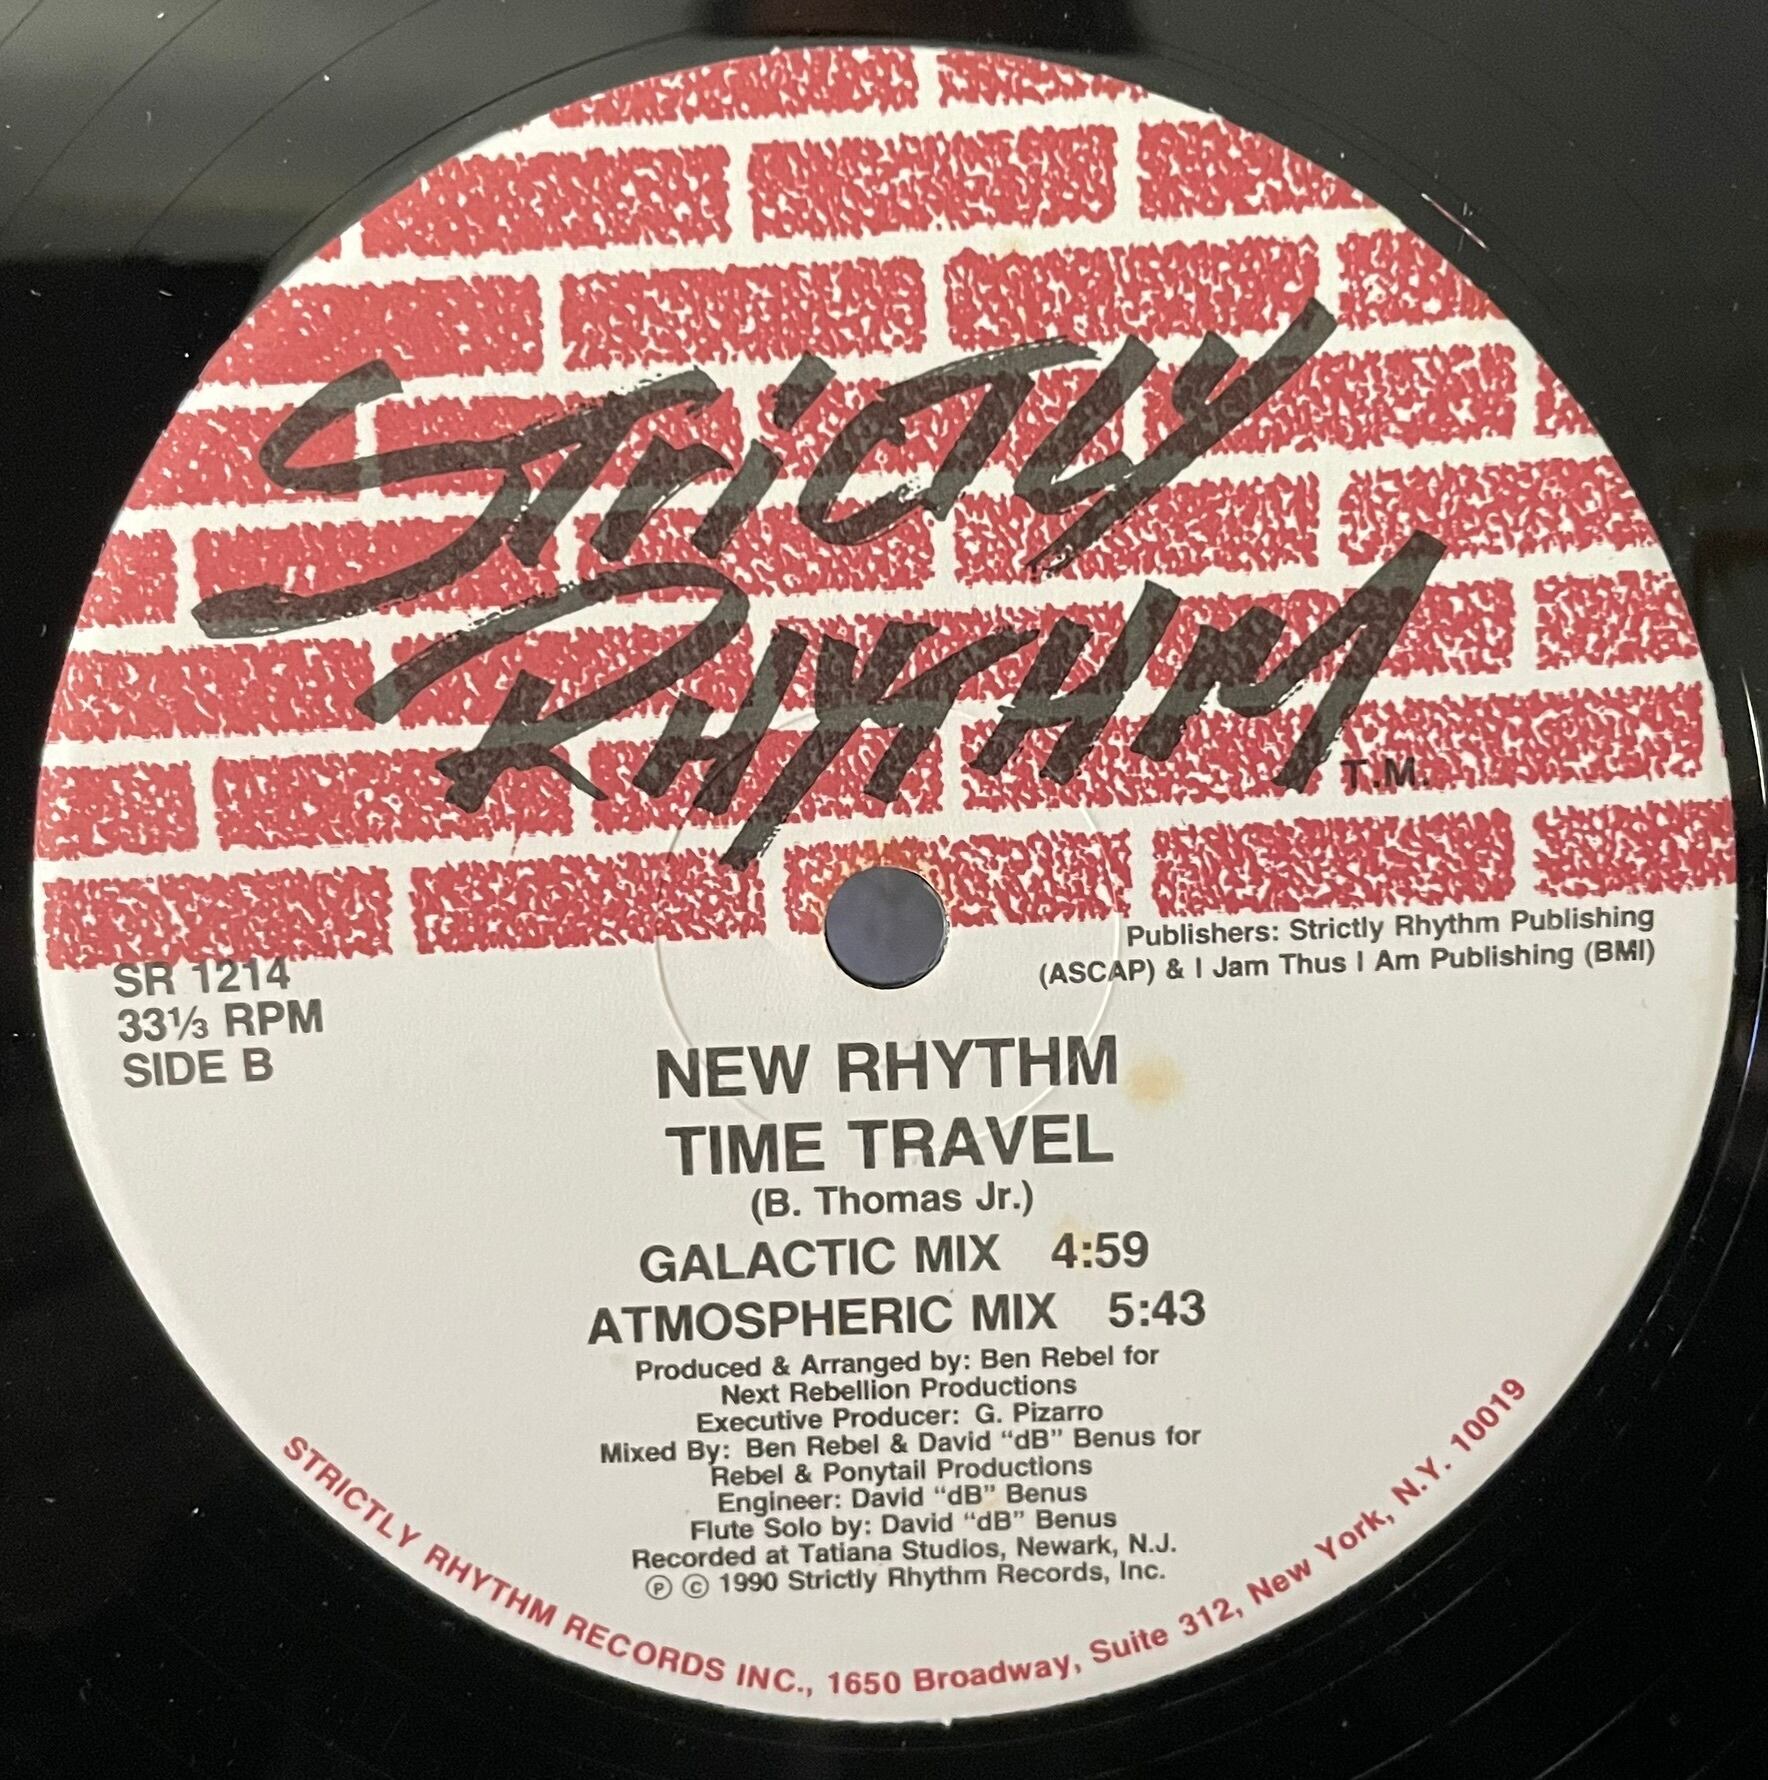 Strictly
Rhythm
T.M.
Publishers: Strictly Rhythm Publishing
(ASCAP) & I Jam Thus I Am Publishing (BMI)
SR 1214
33⅓ RPM
SIDE B
NEW RHYTHM
TIME TRAVEL
(B. Thomas Jr.)
GALACTIC MIX 4:59
ATMOSPHERIC MIX 5:43
Produced & Arranged by: Ben Rebel for
Next Rebellion Productions
Executive Producer: G. Pizarro
Mixed By: Ben Rebel & David “dB” Benus for
Rebel & Ponytail Productions
Engineer: David “dB” Benus
Flute Solo by: David “dB” Benus
Recorded at Tatiana Studios, Newark, N.J.
Ⓟ © 1990 Strictly Rhythm Records, Inc.
STRICTLY RHYTHM RECORDS INC., 1650 Broadway, Suite 312, New York, N.Y. 10019